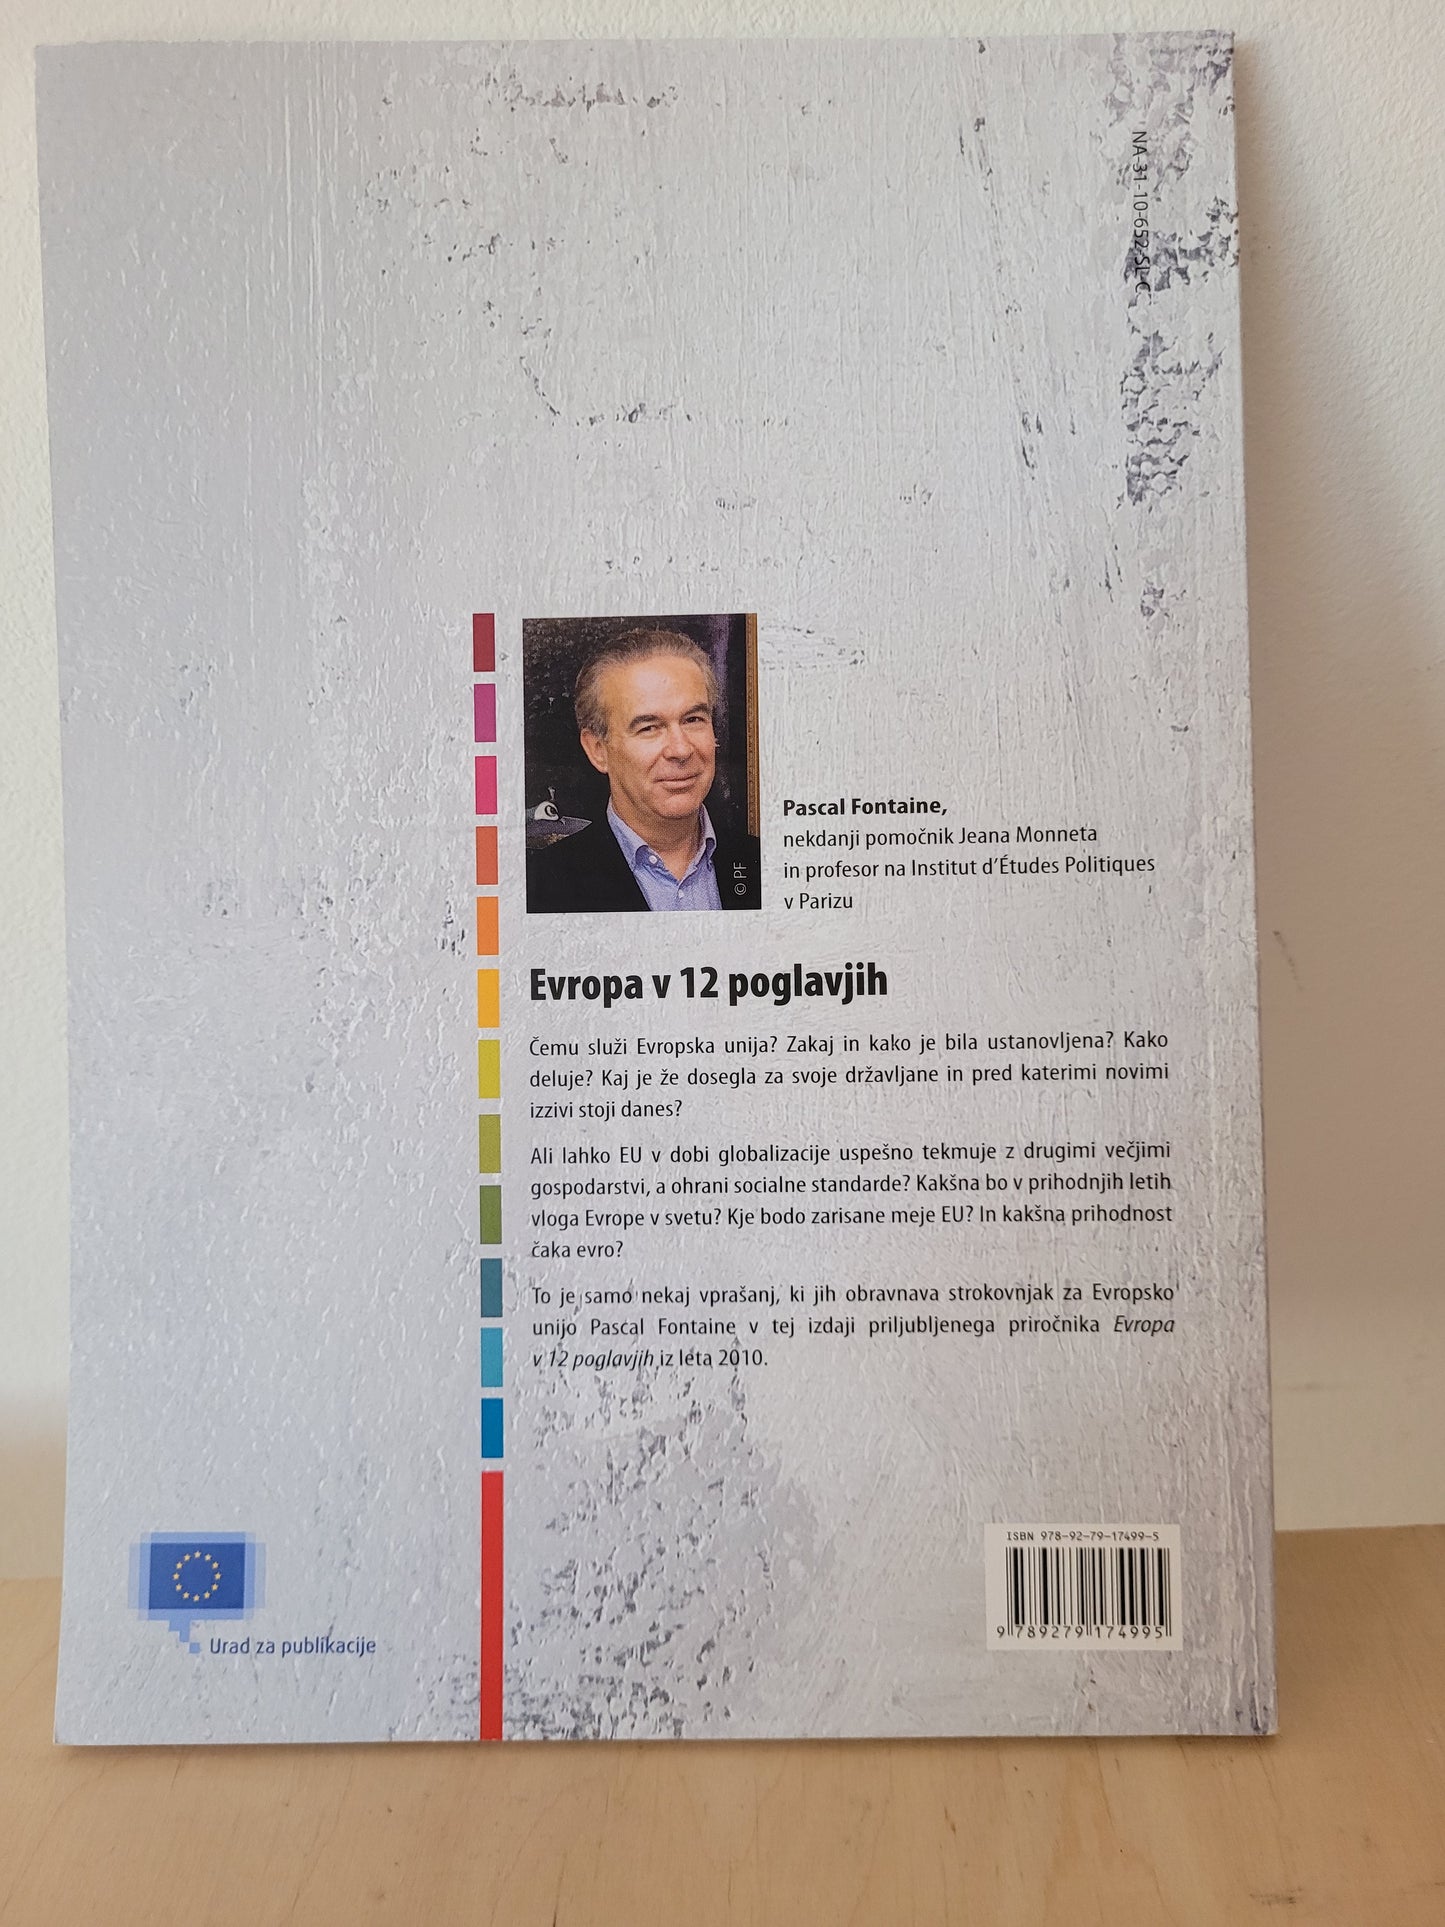 NA-31-10-652-SL-C
© PF
Pascal Fontaine,
nekdanji pomočnik Jeana Monneta
in profesor na Institut d’Études Politiques
v Parizu
Evropa v 12 poglavjih
Čemu služi Evropska unija? Zakaj in kako je bila ustanovljena? Kako
deluje? Kaj je že dosegla za svoje državljane in pred katerimi novimi
izzivi stoji danes?
Ali lahko EU v dobi globalizacije uspešno tekmuje z drugimi večjimi
gospodarstvi, a ohrani socialne standarde? Kakšna bo v prihodnjih letih
vloga Evrope v svetu? Kje bodo zarisane meje EU? In kakšna prihodnost
čaka evro?
To je samo nekaj vprašanj, ki jih obravnava strokovnjak za Evropsko
unijo Pascal Fontaine v tej izdaji priljubljenega priročnika Evropa
v 12 poglavjih iz leta 2010.
Urad za publikacije
ISBN 978-92-79-17499-5
9 789279 174995